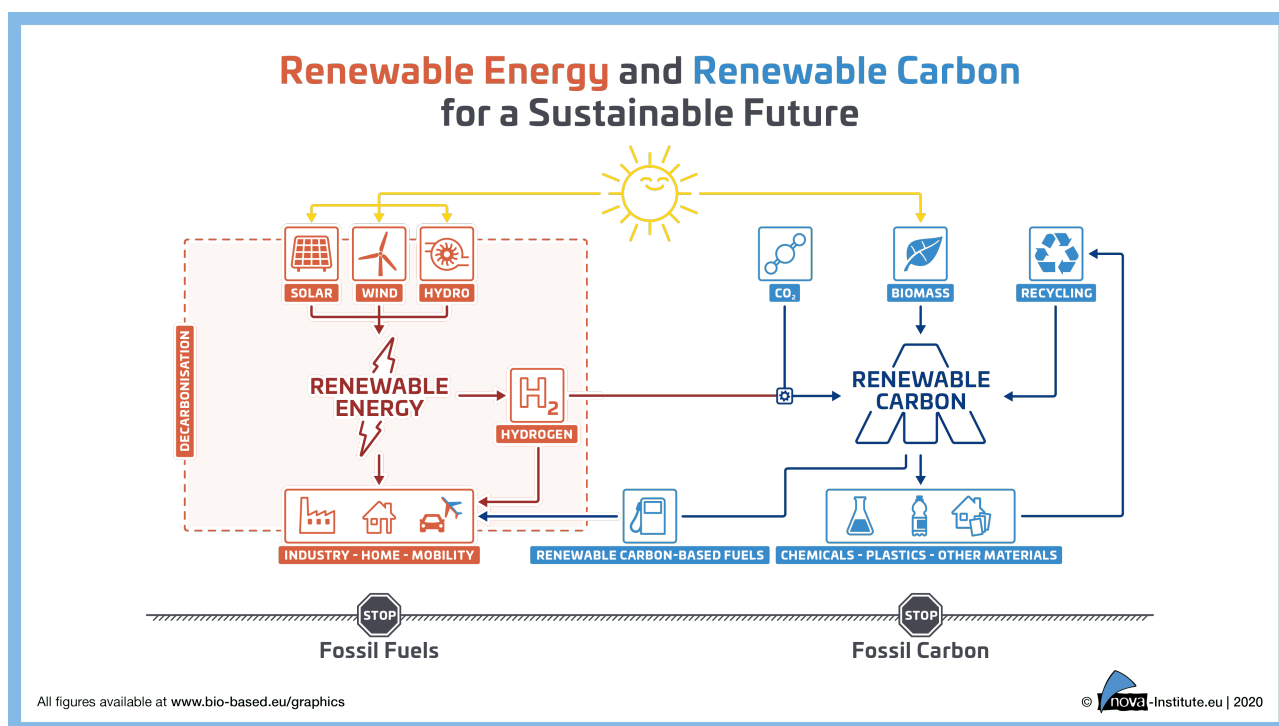 Renewable Energy and Renewable Carbon
for a Sustainable Future
SOLAR
WIND
HYDRO
CO₂
BIOMASS
RECYCLING
DECARBONISATION
RENEWABLE
ENERGY
H₂
HYDROGEN
RENEWABLE
CARBON
INDUSTRY – HOME – MOBILITY
RENEWABLE CARBON-BASED FUELS
CHEMICALS – PLASTICS – OTHER MATERIALS
STOP
STOP
Fossil Fuels
Fossil Carbon
All figures available at www.bio-based.eu/graphics
© nova-Institute.eu | 2020